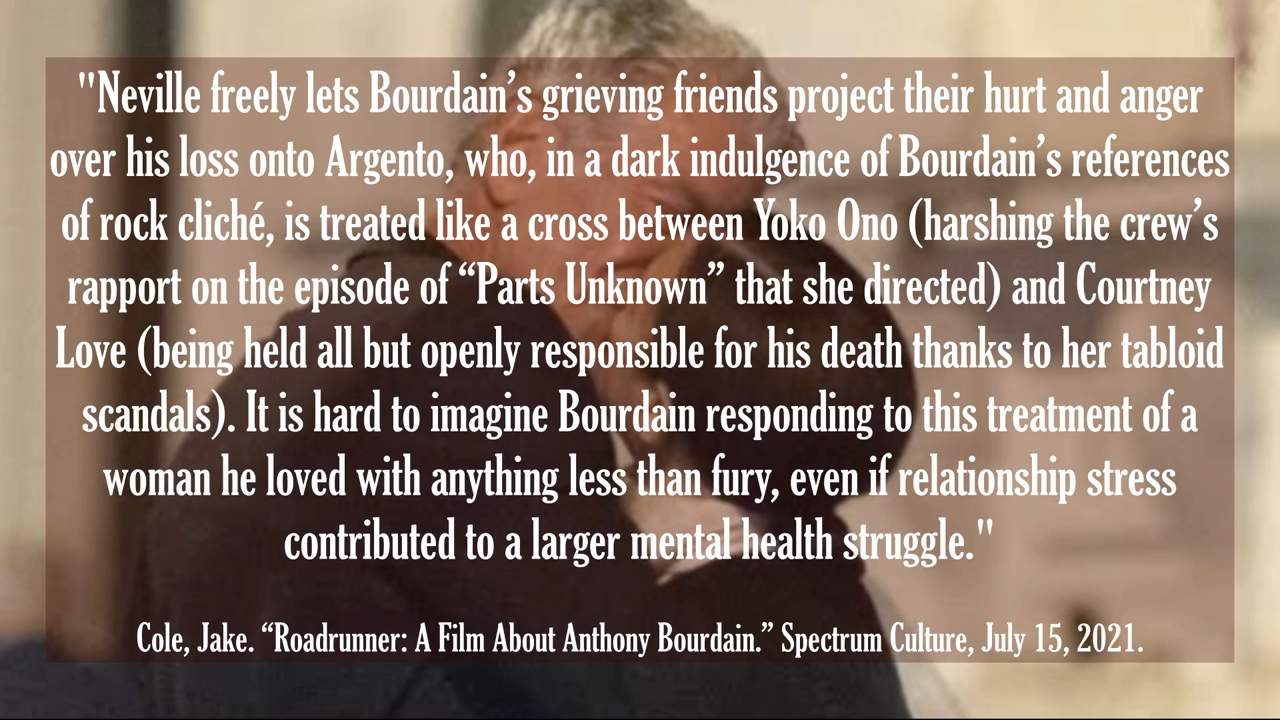 "Neville freely lets Bourdain’s grieving friends project their hurt and anger
over his loss onto Argento, who, in a dark indulgence of Bourdain’s references
of rock cliché, is treated like a cross between Yoko Ono (harshing the crew’s
rapport on the episode of “Parts Unknown” that she directed) and Courtney
Love (being held all but openly responsible for his death thanks to her tabloid
scandals). It is hard to imagine Bourdain responding to this treatment of a
woman he loved with anything less than fury, even if relationship stress
contributed to a larger mental health struggle."
Cole, Jake. “Roadrunner: A Film About Anthony Bourdain.” Spectrum Culture, July 15, 2021.